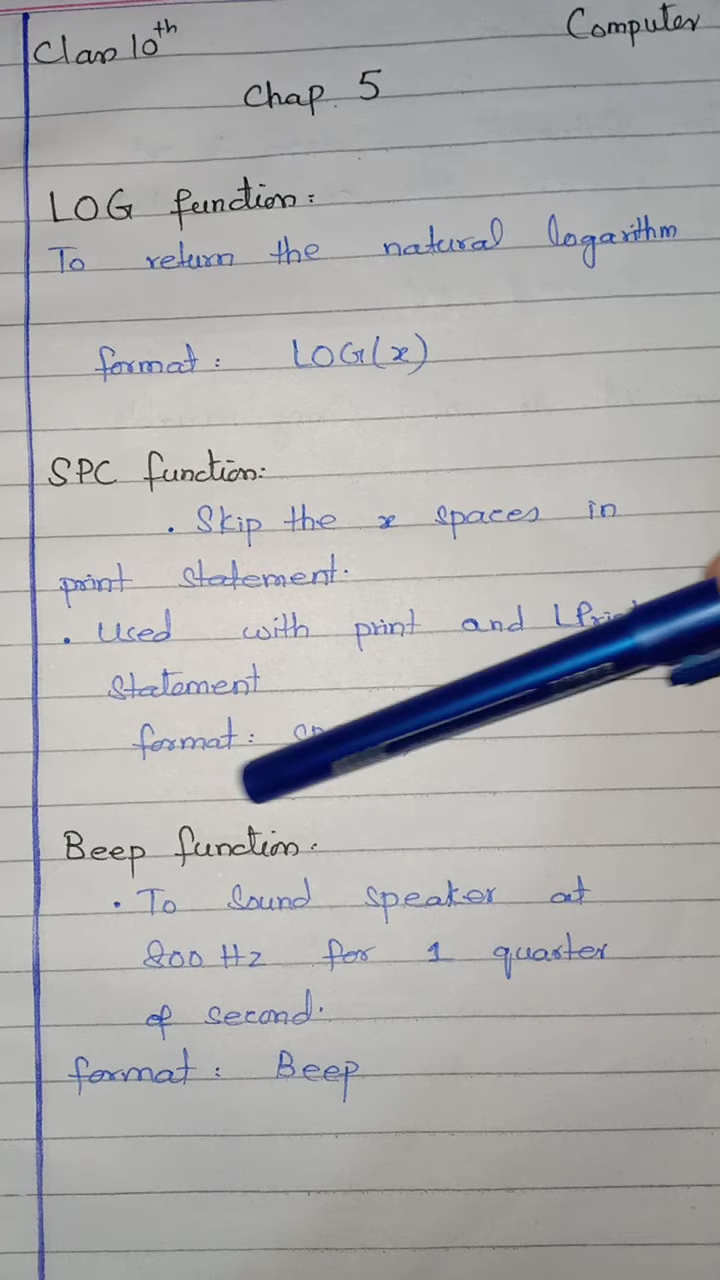 Class 10th Computer
Chap. 5
LOG function:
To return the natural logarithm
format: LOG(x)
SPC function:
. Skip the x spaces in
print statement.
. Used with print and
statement
format:
Beep function.
. To sound speaker at
800 Hz for 1 quarter
of second.
format: Beep